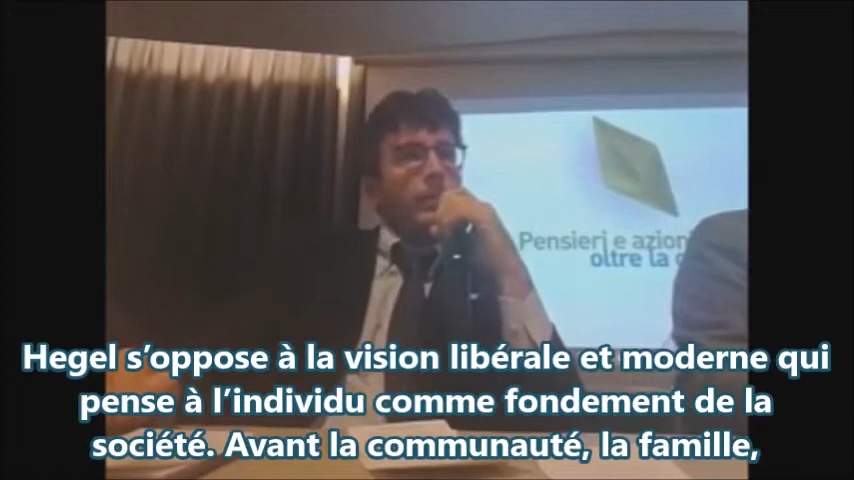 Pensieri e azioni
oltre la
Hegel s’oppose à la vision libérale et moderne qui
pense à l’individu comme fondement de la
société. Avant la communauté, la famille,